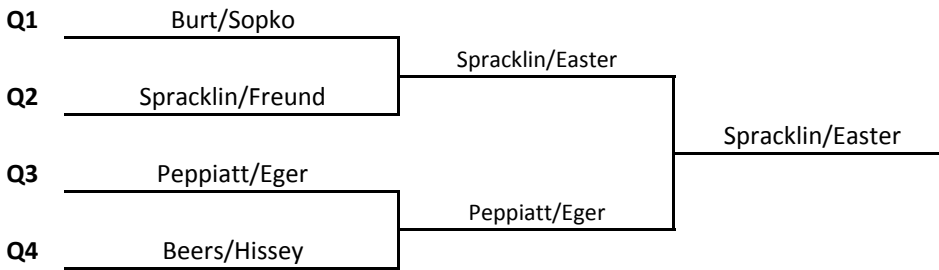 Q1 Burt/Sopko
Spracklin/Easter
Q2 Spracklin/Freund
Spracklin/Easter
Q3 Peppiatt/Eger
Peppiatt/Eger
Q4 Beers/Hissey